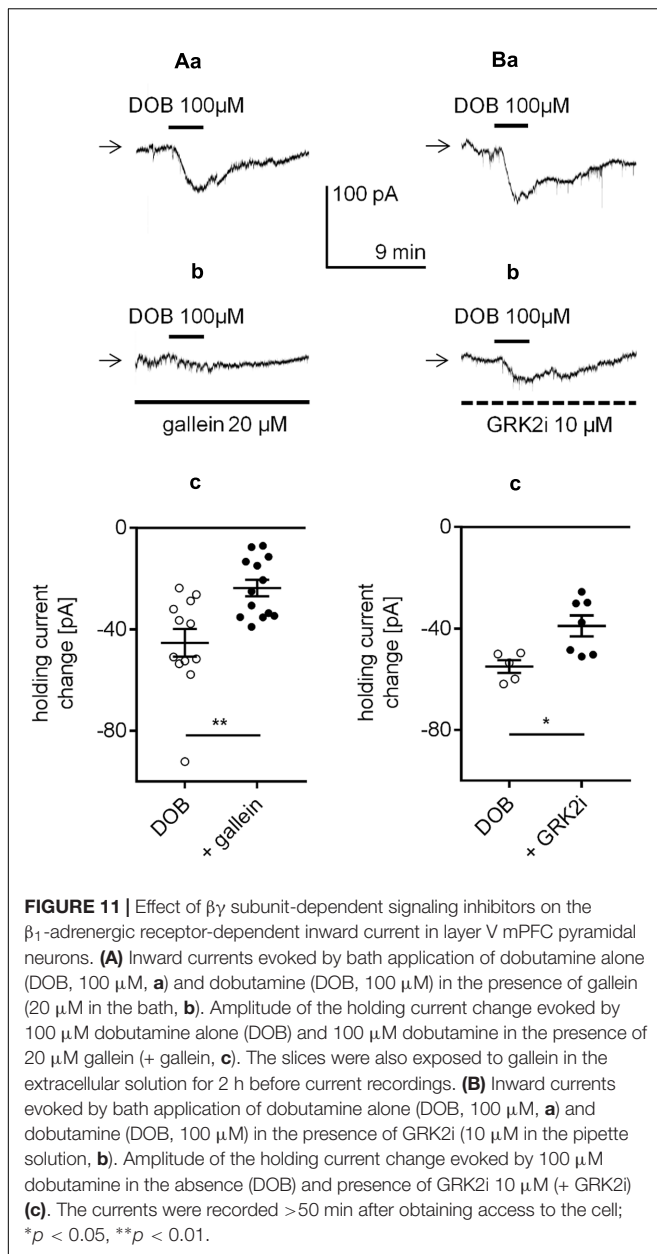 Aa
Ba
DOB 100µM
DOB 100µM
100 pA
9 min
b
b
DOB 100µM
DOB 100µM
gallein 20 µM
GRK2i 10 µM
c
c
0
-40
-80
holding current
change [pA]
**
DOB
+ gallein
0
-40
-80
holding current
change [pA]
*
DOB
+ GRK2i
FIGURE 11 | Effect of βγ subunit-dependent signaling inhibitors on the
β₁-adrenergic receptor-dependent inward current in layer V mPFC pyramidal
neurons. (A) Inward currents evoked by bath application of dobutamine alone
(DOB, 100 µM, a) and dobutamine (DOB, 100 µM) in the presence of gallein
(20 µM in the bath, b). Amplitude of the holding current change evoked by
100 µM dobutamine alone (DOB) and 100 µM dobutamine in the presence of
20 µM gallein (+ gallein, c). The slices were also exposed to gallein in the
extracellular solution for 2 h before current recordings. (B) Inward currents
evoked by bath application of dobutamine alone (DOB, 100 µM, a) and
dobutamine (DOB, 100 µM) in the presence of GRK2i (10 µM in the pipette
solution, b). Amplitude of the holding current change evoked by 100 µM
dobutamine in the absence (DOB) and presence of GRK2i 10 µM (+ GRK2i)
(c). The currents were recorded >50 min after obtaining access to the cell;
*p < 0.05, **p < 0.01.